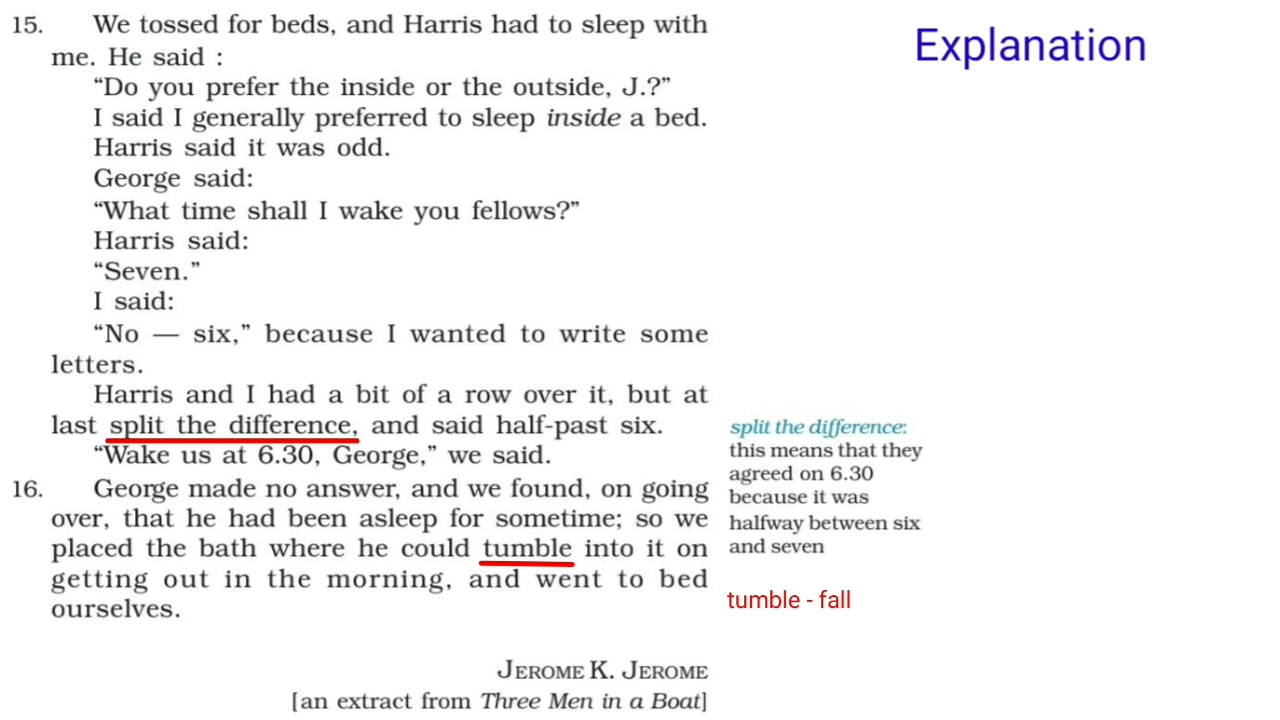 Explanation
15. We tossed for beds, and Harris had to sleep with
me. He said :
“Do you prefer the inside or the outside, J.?”
I said I generally preferred to sleep inside a bed.
Harris said it was odd.
George said:
“What time shall I wake you fellows?”
Harris said:
“Seven.”
I said:
“No — six,” because I wanted to write some
letters.
Harris and I had a bit of a row over it, but at
last split the difference, and said half-past six.
“Wake us at 6.30, George,” we said.
16. George made no answer, and we found, on going
over, that he had been asleep for sometime; so we
placed the bath where he could tumble into it on
getting out in the morning, and went to bed
ourselves.
JEROME K. JEROME
[an extract from Three Men in a Boat]
split the difference:
this means that they
agreed on 6.30
because it was
halfway between six
and seven
tumble - fall